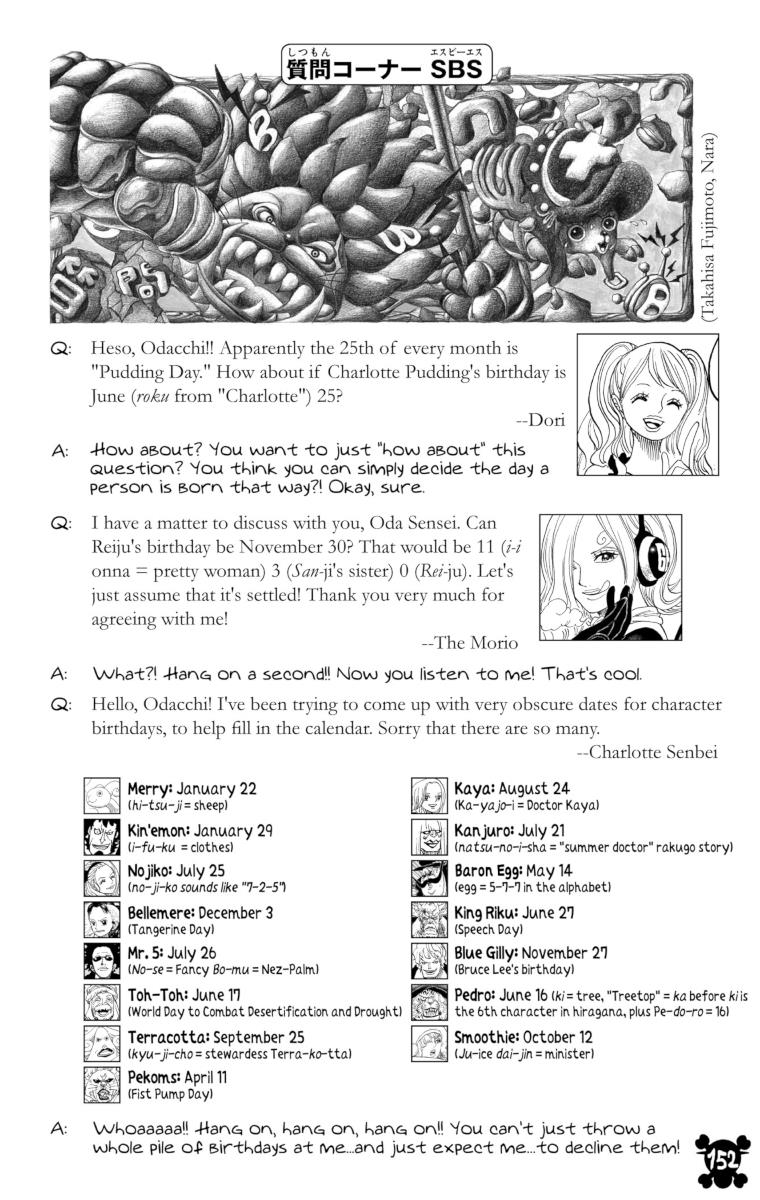 しつもん エスビーエス
質問コーナー SBS
(Takahisa Fujimoto, Nara)
Q: Heso, Odacchi!! Apparently the 25th of every month is
"Pudding Day." How about if Charlotte Pudding's birthday is
June (roku from "Charlotte") 25?
--Dori
A: How about? You want to just "how about" this
question? You think you can simply decide the day a
person is born that way?! Okay, sure.
Q: I have a matter to discuss with you, Oda Sensei. Can
Reiju's birthday be November 30? That would be 11 (i-i
onna = pretty woman) 3 (San-ji's sister) 0 (Rei-ju). Let's
just assume that it's settled! Thank you very much for
agreeing with me!
--The Morio
A: What?! Hang on a second!! Now you listen to me! That's cool.
Q: Hello, Odacchi! I've been trying to come up with very obscure dates for character
birthdays, to help fill in the calendar. Sorry that there are so many.
--Charlotte Senbei
Merry: January 22
(hi-tsu-ji = sheep)
Kin'emon: January 29
(i-fu-ku = clothes)
Nojiko: July 25
(no-ji-ko sounds like "7-2-5")
Bellemere: December 3
(Tangerine Day)
Mr. 5: July 26
(No-se = Fancy Bo-mu = Nez-Palm)
Toh-Toh: June 17
(World Day to Combat Desertification and Drought)
Terracotta: September 25
(kyu-ji-cho = stewardess Terra-ko-tta)
Pekoms: April 11
(Fist Pump Day)
Kaya: August 24
(Ka-ya jo-i = Doctor Kaya)
Kanjuro: July 21
(natsu-no-i-sha = "summer doctor" rakugo story)
Baron Egg: May 14
(egg = 5-7-7 in the alphabet)
King Riku: June 27
(Speech Day)
Blue Gilly: November 27
(Bruce Lee's birthday)
Pedro: June 16 (ki = tree, "Treetop" = ka before ki is
the 6th character in hiragana, plus Pe-do-ro = 16)
Smoothie: October 12
(Ju-ice dai-jin = minister)
A: Whoaaaaa!! Hang on, hang on, hang on!! You can't just throw a
whole pile of birthdays at me...and just expect me...to decline them!
152